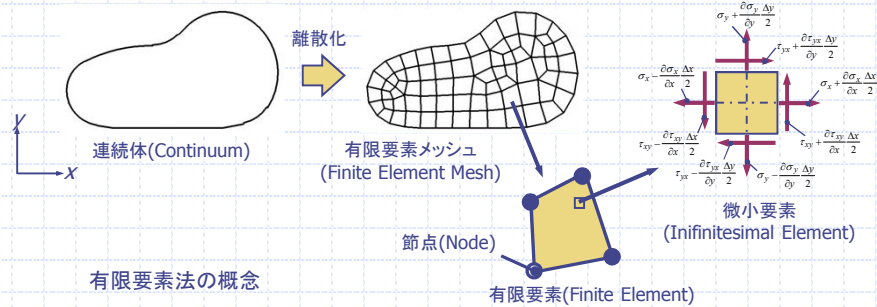 離散化
y
x
連続体(Continuum)
有限要素メッシュ
(Finite Element Mesh)
σy + ∂σy/∂y Δy/2
τyx + ∂τyx/∂y Δy/2
σx − ∂σx/∂x Δx/2
σx + ∂σx/∂x Δx/2
τxy − ∂τxy/∂x Δx/2
τxy + ∂τxy/∂x Δx/2
τyx − ∂τyx/∂y Δy/2
σy − ∂σy/∂y Δy/2
微小要素
(Inifinitesimal Element)
節点(Node)
有限要素法の概念
有限要素(Finite Element)